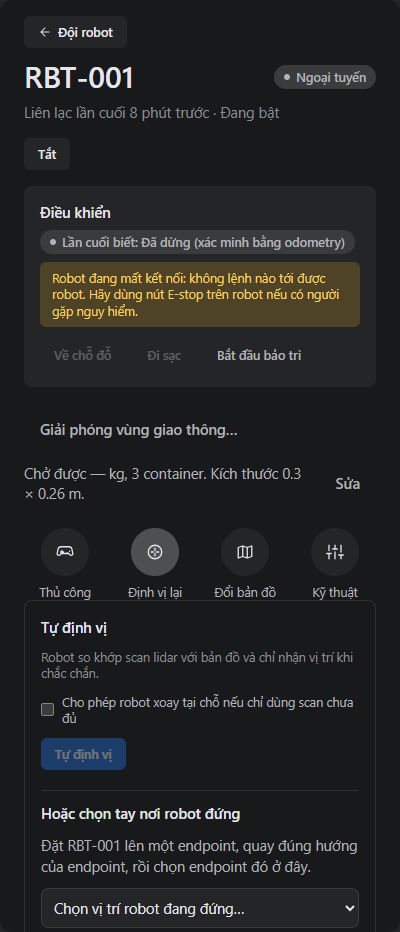 ← Đội robot
RBT-001
Ngoại tuyến
Liên lạc lần cuối 8 phút trước · Đang bật
Tắt
Điều khiển
Lần cuối biết: Đã dừng (xác minh bằng odometry)
Robot đang mất kết nối: không lệnh nào tới được
robot. Hãy dùng nút E-stop trên robot nếu có người
gặp nguy hiểm.
Về chỗ đỗ
Đi sạc
Bắt đầu bảo trì
Giải phóng vùng giao thông...
Chở được — kg, 3 container. Kích thước 0.3
× 0.26 m.
Sửa
Thủ công
Định vị lại
Đổi bản đồ
Kỹ thuật
Tự định vị
Robot so khớp scan lidar với bản đồ và chỉ nhận vị trí khi
chắc chắn.
Cho phép robot xoay tại chỗ nếu chỉ dùng scan chưa
đủ
Tự định vị
Hoặc chọn tay nơi robot đứng
Đặt RBT-001 lên một endpoint, quay đúng hướng
của endpoint, rồi chọn endpoint đó ở đây.
Chọn vị trí robot đang đứng...